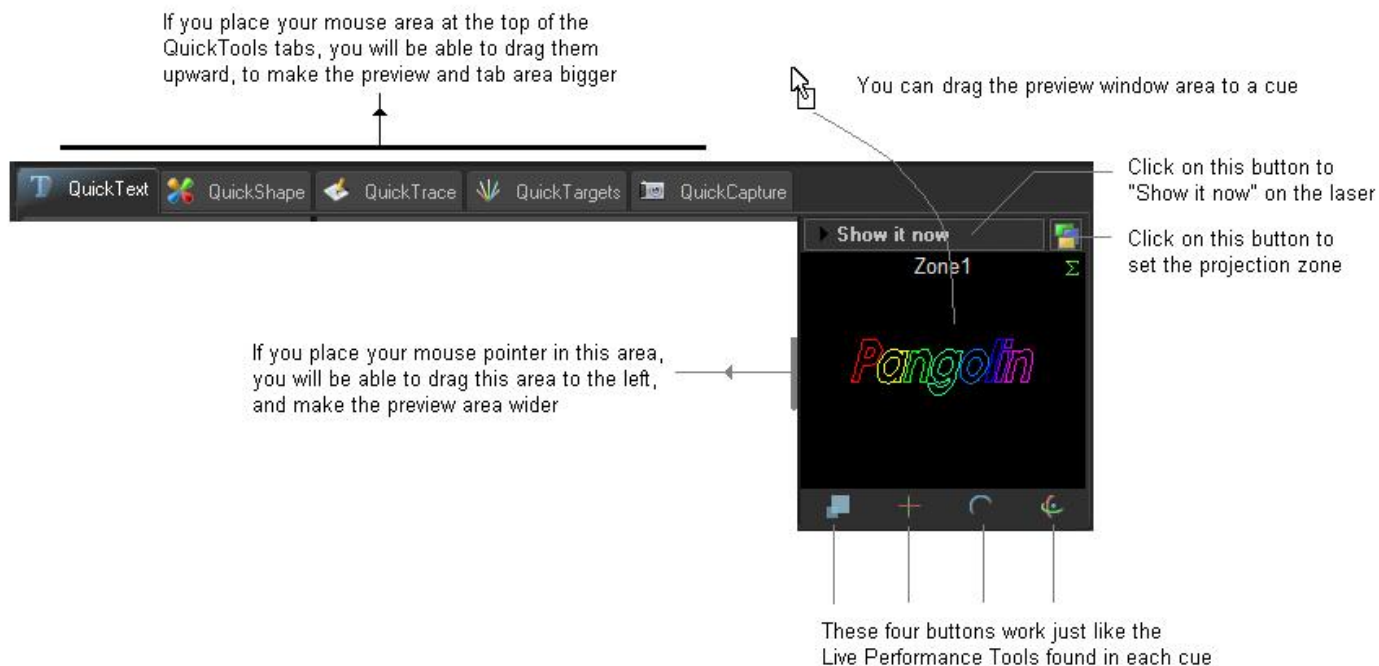 If you place your mouse area at the top of the
QuickTools tabs, you will be able to drag them
upward, to make the preview and tab area bigger
You can drag the preview window area to a cue
QuickText QuickShape QuickTrace QuickTargets QuickCapture
Click on this button to
"Show it now" on the laser
Show it now
Click on this button to
set the projection zone
Zone1
Σ
Pangolin
If you place your mouse pointer in this area,
you will be able to drag this area to the left,
and make the preview area wider
These four buttons work just like the
Live Performance Tools found in each cue